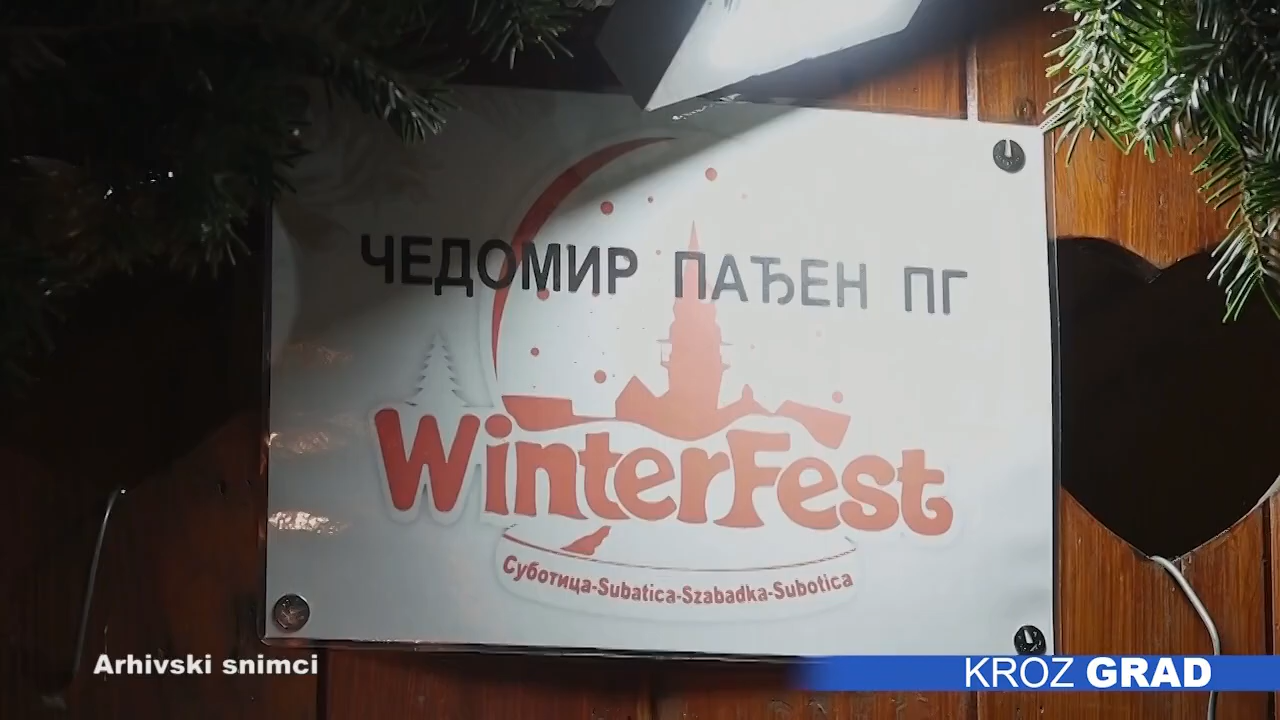 ЧЕДОМИР ПАЂЕН ПГ
WinterFest
Суботица-Subatica-Szabadka-Subotica
Arhivski snimci
KROZ GRAD